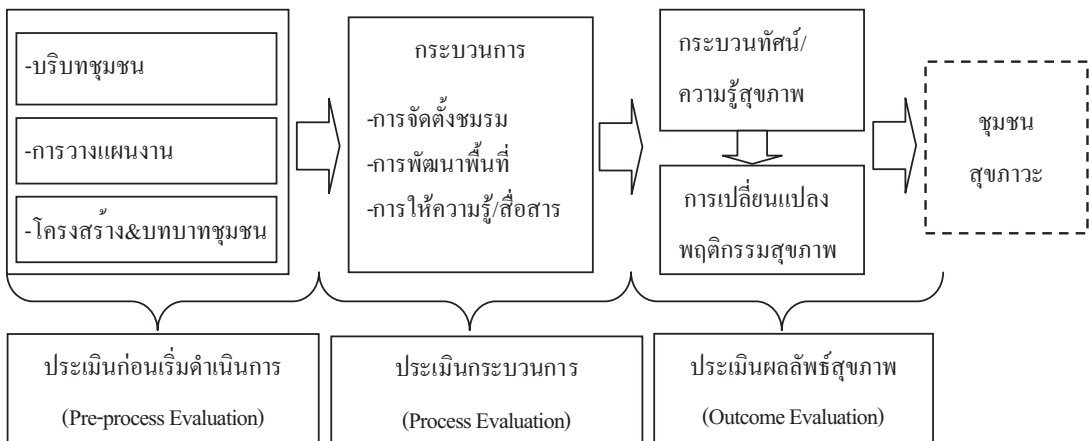 -บริบทชุมชน
-การวางแผนงาน
-โครงสร้าง&บทบาทชุมชน
กระบวนการ
-การจัดตั้งชมรม
-การพัฒนาพื้นที่
-การให้ความรู้/สื่อสาร
กระบวนทัศน์/
ความรู้สุขภาพ
การเปลี่ยนแปลง
พฤติกรรมสุขภาพ
ชุมชน
สุขภาวะ
ประเมินก่อนเริ่มดำเนินการ
(Pre-process Evaluation)
ประเมินกระบวนการ
(Process Evaluation)
ประเมินผลลัพธ์สุขภาพ
(Outcome Evaluation)